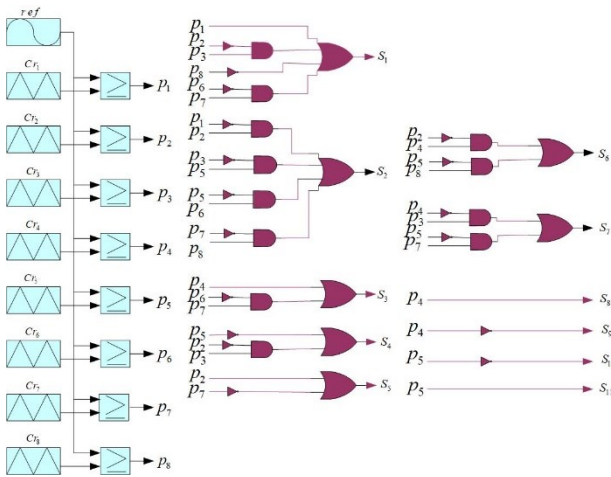 ref
Cr₁
p₁
Cr₂
p₂
Cr₃
p₃
Cr₄
p₄
Cr₅
p₅
Cr₆
p₆
Cr₇
p₇
Cr₈
p₈
p₁
p₂
p₃
p₈
p₆
p₇
S₁
p₁
p₂
p₃
p₅
p₅
p₆
p₇
p₈
S₂
p₄
p₆
p₇
S₃
p₅
p₂
p₃
S₄
p₂
p₇
S₅
p₂
p₄
p₅
p₈
S₆
p₄
p₃
p₅
p₇
S₇
p₄ S₈
p₄ S₉
p₅ S₁
p₅ S₁₁